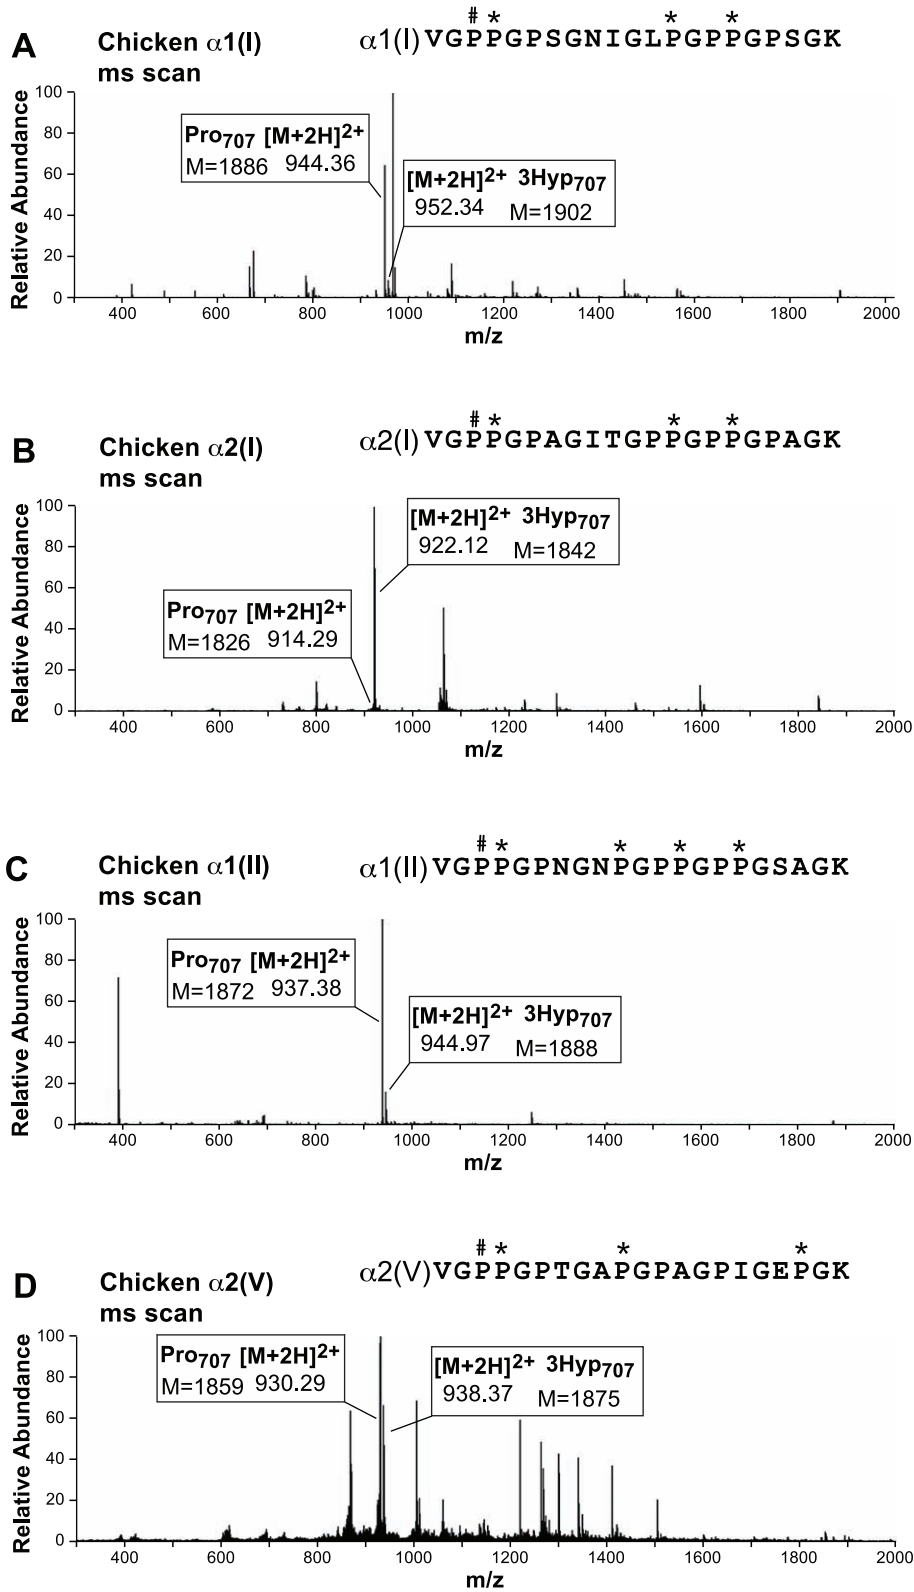 # * * *
A Chicken α1(I) α1(I) VGPPGPSGNIGLPGPPGPSGK
ms scan
100
80
60
40
20
0
Relative Abundance
Pro707 [M+2H]2+
M=1886 944.36
[M+2H]2+ 3Hyp707
952.34 M=1902
400 600 800 1000 1200 1400 1600 1800 2000
m/z
# * * *
B Chicken α2(I) α2(I) VGPPGPAGITGPPGPPGPAGK
ms scan
100
80
60
40
20
0
Relative Abundance
[M+2H]2+ 3Hyp707
922.12 M=1842
Pro707 [M+2H]2+
M=1826 914.29
400 600 800 1000 1200 1400 1600 1800 2000
m/z
# * * * *
C Chicken α1(II) α1(II) VGPPGPNGNPGPPGPPGSAGK
ms scan
100
80
60
40
20
0
Relative Abundance
Pro707 [M+2H]2+
M=1872 937.38
[M+2H]2+ 3Hyp707
944.97 M=1888
400 600 800 1000 1200 1400 1600 1800 2000
m/z
# * * *
D Chicken α2(V) α2(V) VGPPGPTGAPGPAGPIGEPGK
ms scan
100
80
60
40
20
0
Relative Abundance
Pro707 [M+2H]2+
M=1859 930.29
[M+2H]2+ 3Hyp707
938.37 M=1875
400 600 800 1000 1200 1400 1600 1800 2000
m/z